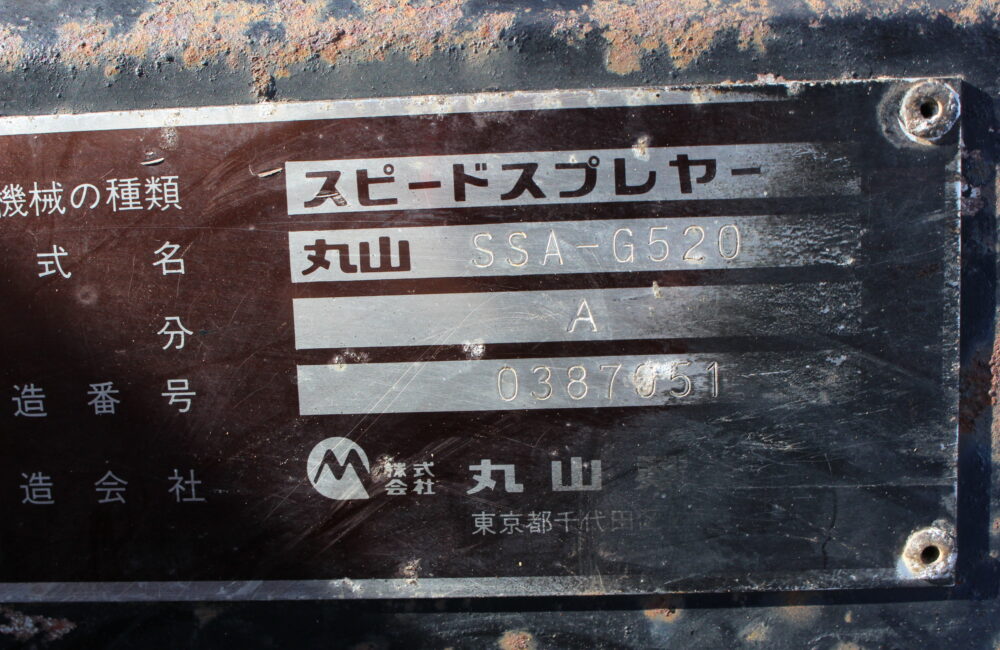 機械の種類 スピードスプレヤー
式 名 丸山 SSA-G520
分 A
造 番 号 0387051
造 会 社 株式会社 丸山
東京都千代田区